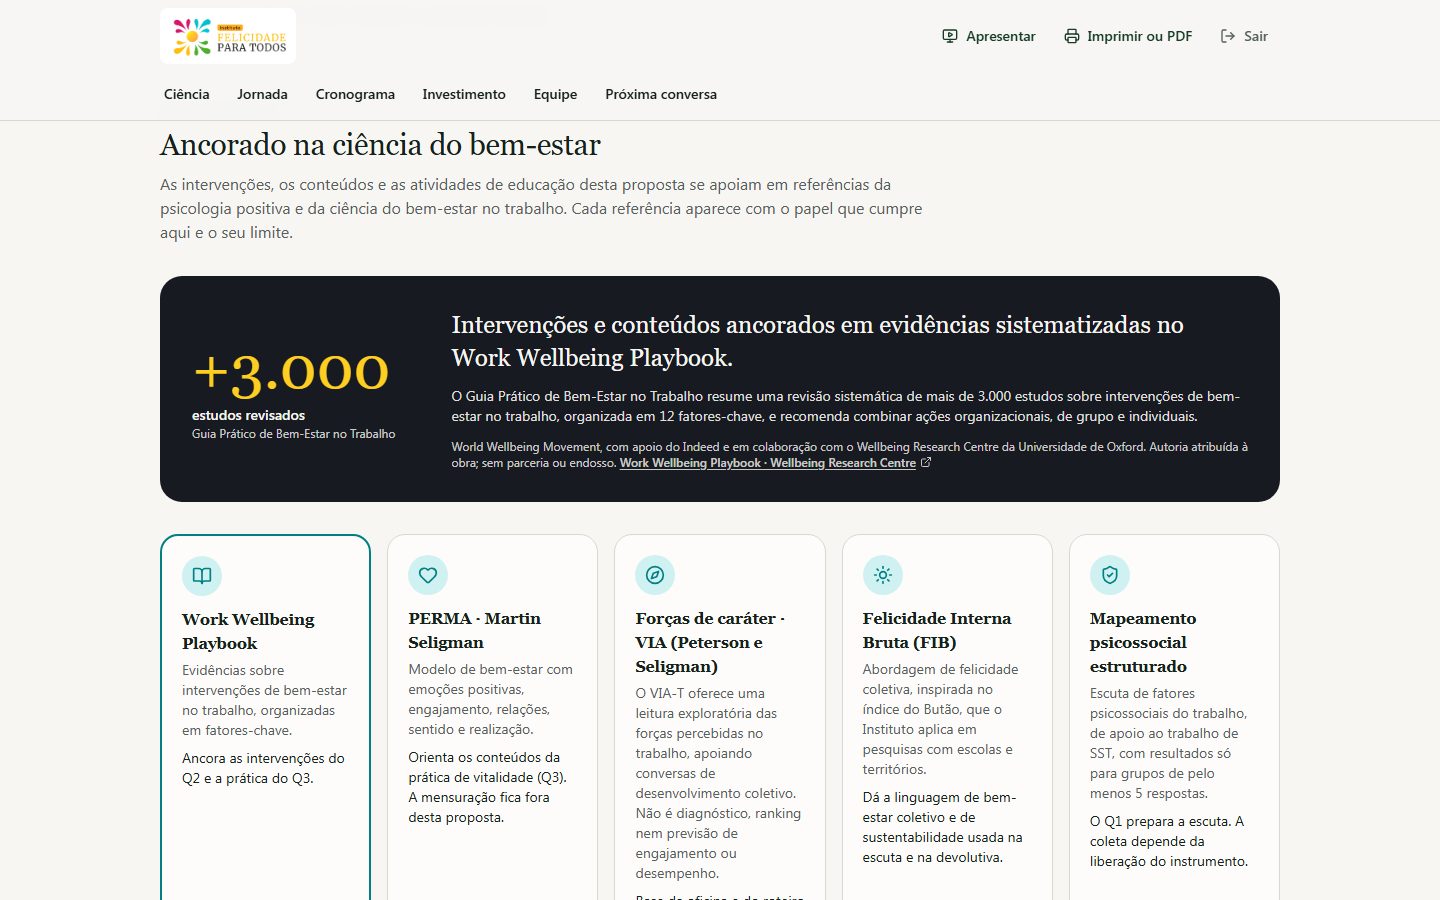 Instituto
FELICIDADE
PARA TODOS
Apresentar
Imprimir ou PDF
Sair
Ciência
Jornada
Cronograma
Investimento
Equipe
Próxima conversa
Ancorado na ciência do bem-estar
As intervenções, os conteúdos e as atividades de educação desta proposta se apoiam em referências da
psicologia positiva e da ciência do bem-estar no trabalho. Cada referência aparece com o papel que cumpre
aqui e o seu limite.
+3.000
estudos revisados
Guia Prático de Bem-Estar no Trabalho
Intervenções e conteúdos ancorados em evidências sistematizadas no
Work Wellbeing Playbook.
O Guia Prático de Bem-Estar no Trabalho resume uma revisão sistemática de mais de 3.000 estudos sobre intervenções de bem-
estar no trabalho, organizada em 12 fatores-chave, e recomenda combinar ações organizacionais, de grupo e individuais.
World Wellbeing Movement, com apoio do Indeed e em colaboração com o Wellbeing Research Centre da Universidade de Oxford. Autoria atribuída à
obra; sem parceria ou endosso. Work Wellbeing Playbook · Wellbeing Research Centre
Work Wellbeing
Playbook
Evidências sobre
intervenções de bem-estar
no trabalho, organizadas
em fatores-chave.
Ancora as intervenções do
Q2 e a prática do Q3.
PERMA · Martin
Seligman
Modelo de bem-estar com
emoções positivas,
engajamento, relações,
sentido e realização.
Orienta os conteúdos da
prática de vitalidade (Q3).
A mensuração fica fora
desta proposta.
Forças de caráter ·
VIA (Peterson e
Seligman)
O VIA-T oferece uma
leitura exploratória das
forças percebidas no
trabalho, apoiando
conversas de
desenvolvimento coletivo.
Não é diagnóstico, ranking
nem previsão de
engajamento ou
desempenho.
Felicidade Interna
Bruta (FIB)
Abordagem de felicidade
coletiva, inspirada no
índice do Butão, que o
Instituto aplica em
pesquisas com escolas e
territórios.
Dá a linguagem de bem-
estar coletivo e de
sustentabilidade usada na
escuta e na devolutiva.
Mapeamento
psicossocial
estruturado
Escuta de fatores
psicossociais do trabalho,
de apoio ao trabalho de
SST, com resultados só
para grupos de pelo
menos 5 respostas.
O Q1 prepara a escuta. A
coleta depende da
liberação do instrumento.